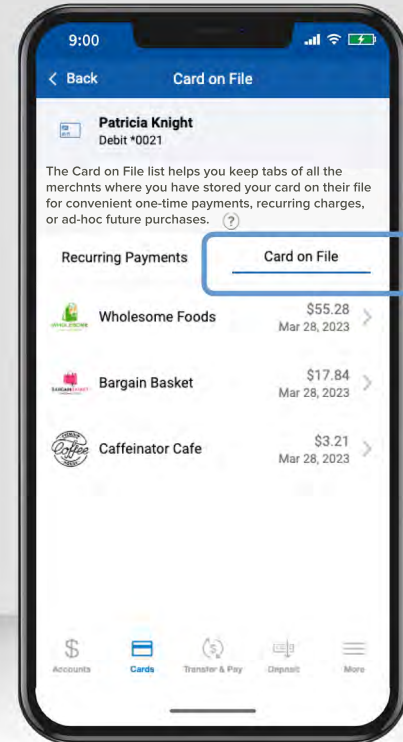 9:00
< Back Card on File
Patricia Knight
Debit *0021
The Card on File list helps you keep tabs of all the
merchnts where you have stored your card on their file
for convenient one-time payments, recurring charges,
or ad-hoc future purchases. ?
Recurring Payments Card on File
Wholesome Foods $55.28
Mar 28, 2023
Bargain Basket $17.84
Mar 28, 2023
Coffee
Caffeinator Cafe $3.21
Mar 28, 2023
Accounts Cards Transfer & Pay Deposit More